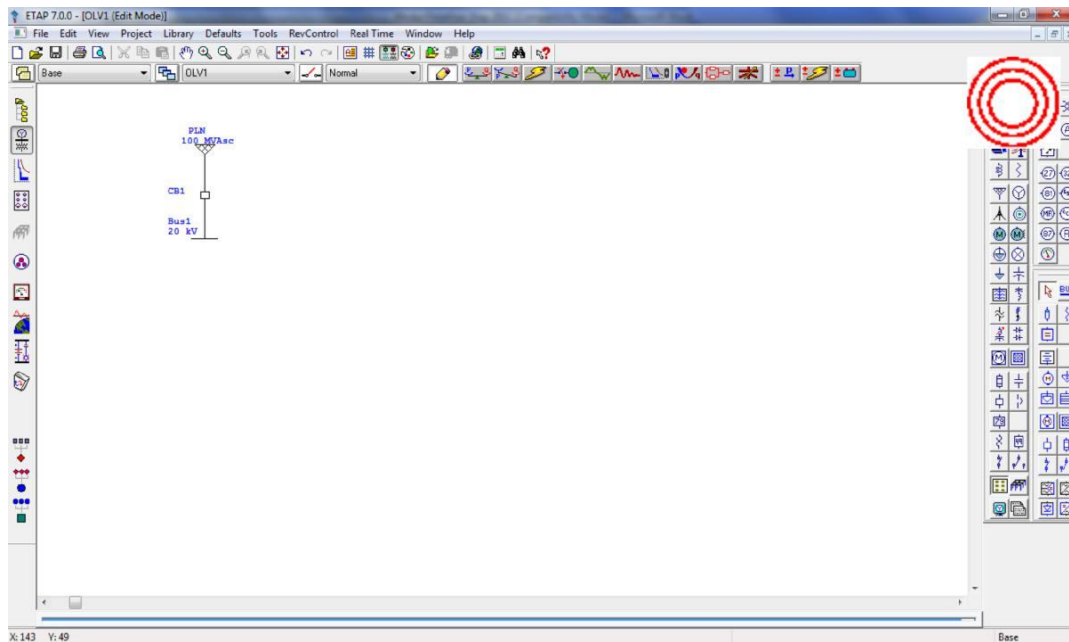 ETAP 7.0.0 - [OLV1 (Edit Mode)]
File Edit View Project Library Defaults Tools RevControl Real Time Window Help
Base OLV1 Normal
PLN
100 MVAsc
CB1
Bus1
20 kV
X: 143 Y: 49 Base